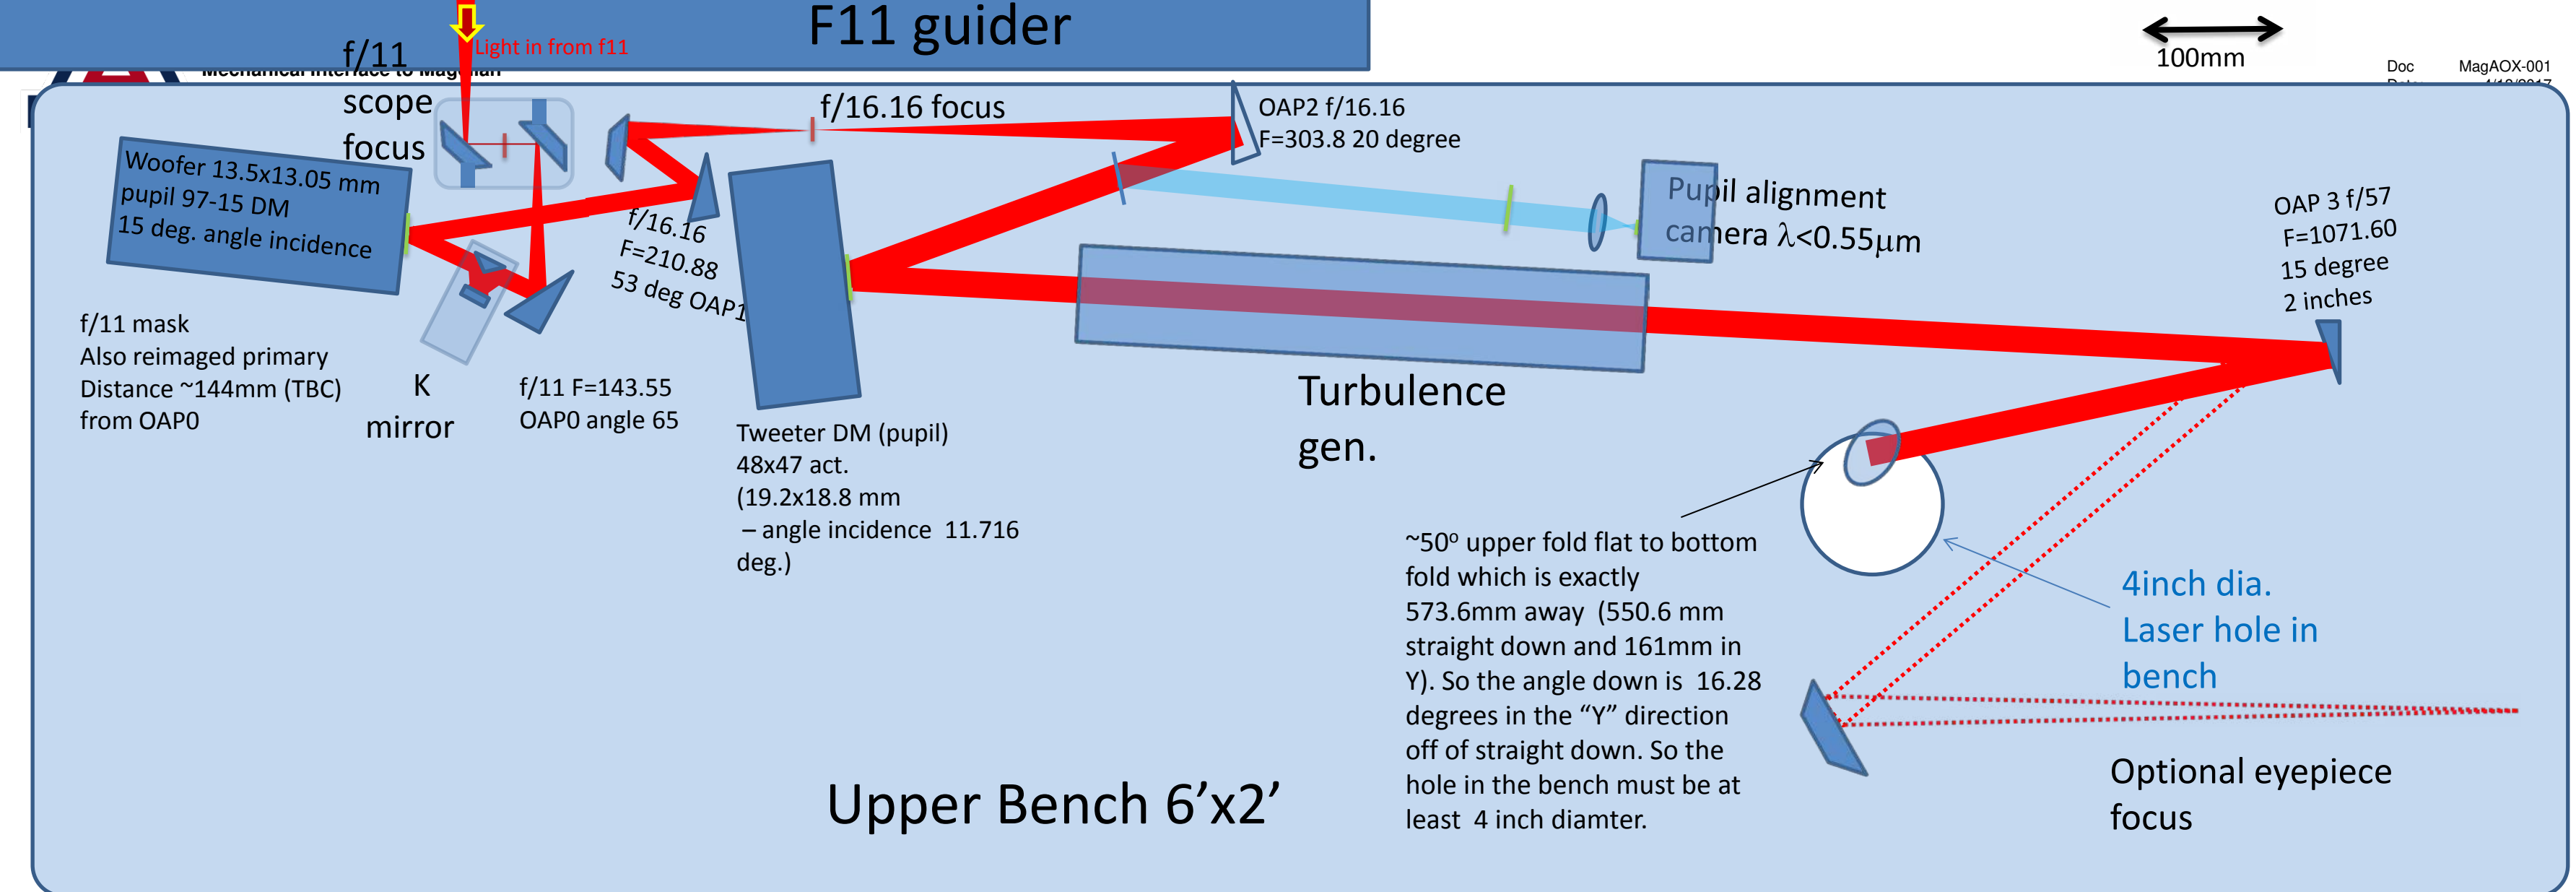 F11 guider
Light in from f11
100mm
Mechanical Interface to Magellan
Doc MagAOX-001
f/11
scope
focus
f/16.16 focus
OAP2 f/16.16
F=303.8 20 degree
Woofer 13.5x13.05 mm
pupil 97-15 DM
15 deg. angle incidence
Pupil alignment
camera λ<0.55μm
OAP 3 f/57
F=1071.60
15 degree
2 inches
f/16.16
F=210.88
53 deg OAP1
f/11 mask
Also reimaged primary
Distance ~144mm (TBC)
from OAP0
K
mirror
f/11 F=143.55
OAP0 angle 65
Tweeter DM (pupil)
48x47 act.
(19.2x18.8 mm
– angle incidence 11.716
deg.)
Turbulence
gen.
~50º upper fold flat to bottom
fold which is exactly
573.6mm away (550.6 mm
straight down and 161mm in
Y). So the angle down is 16.28
degrees in the “Y” direction
off of straight down. So the
hole in the bench must be at
least 4 inch diamter.
4inch dia.
Laser hole in
bench
Optional eyepiece
focus
Upper Bench 6’x2’